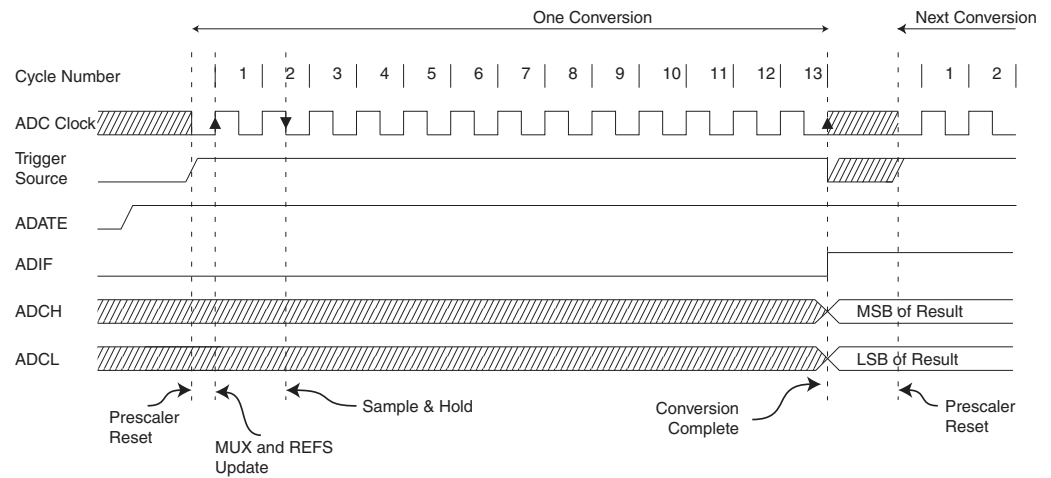 One Conversion Next Conversion
Cycle Number 1 2 3 4 5 6 7 8 9 10 11 12 13 1 2
ADC Clock
Trigger
Source
ADATE
ADIF
ADCH MSB of Result
ADCL LSB of Result
Prescaler
Reset
MUX and REFS
Update
Sample & Hold
Conversion
Complete
Prescaler
Reset